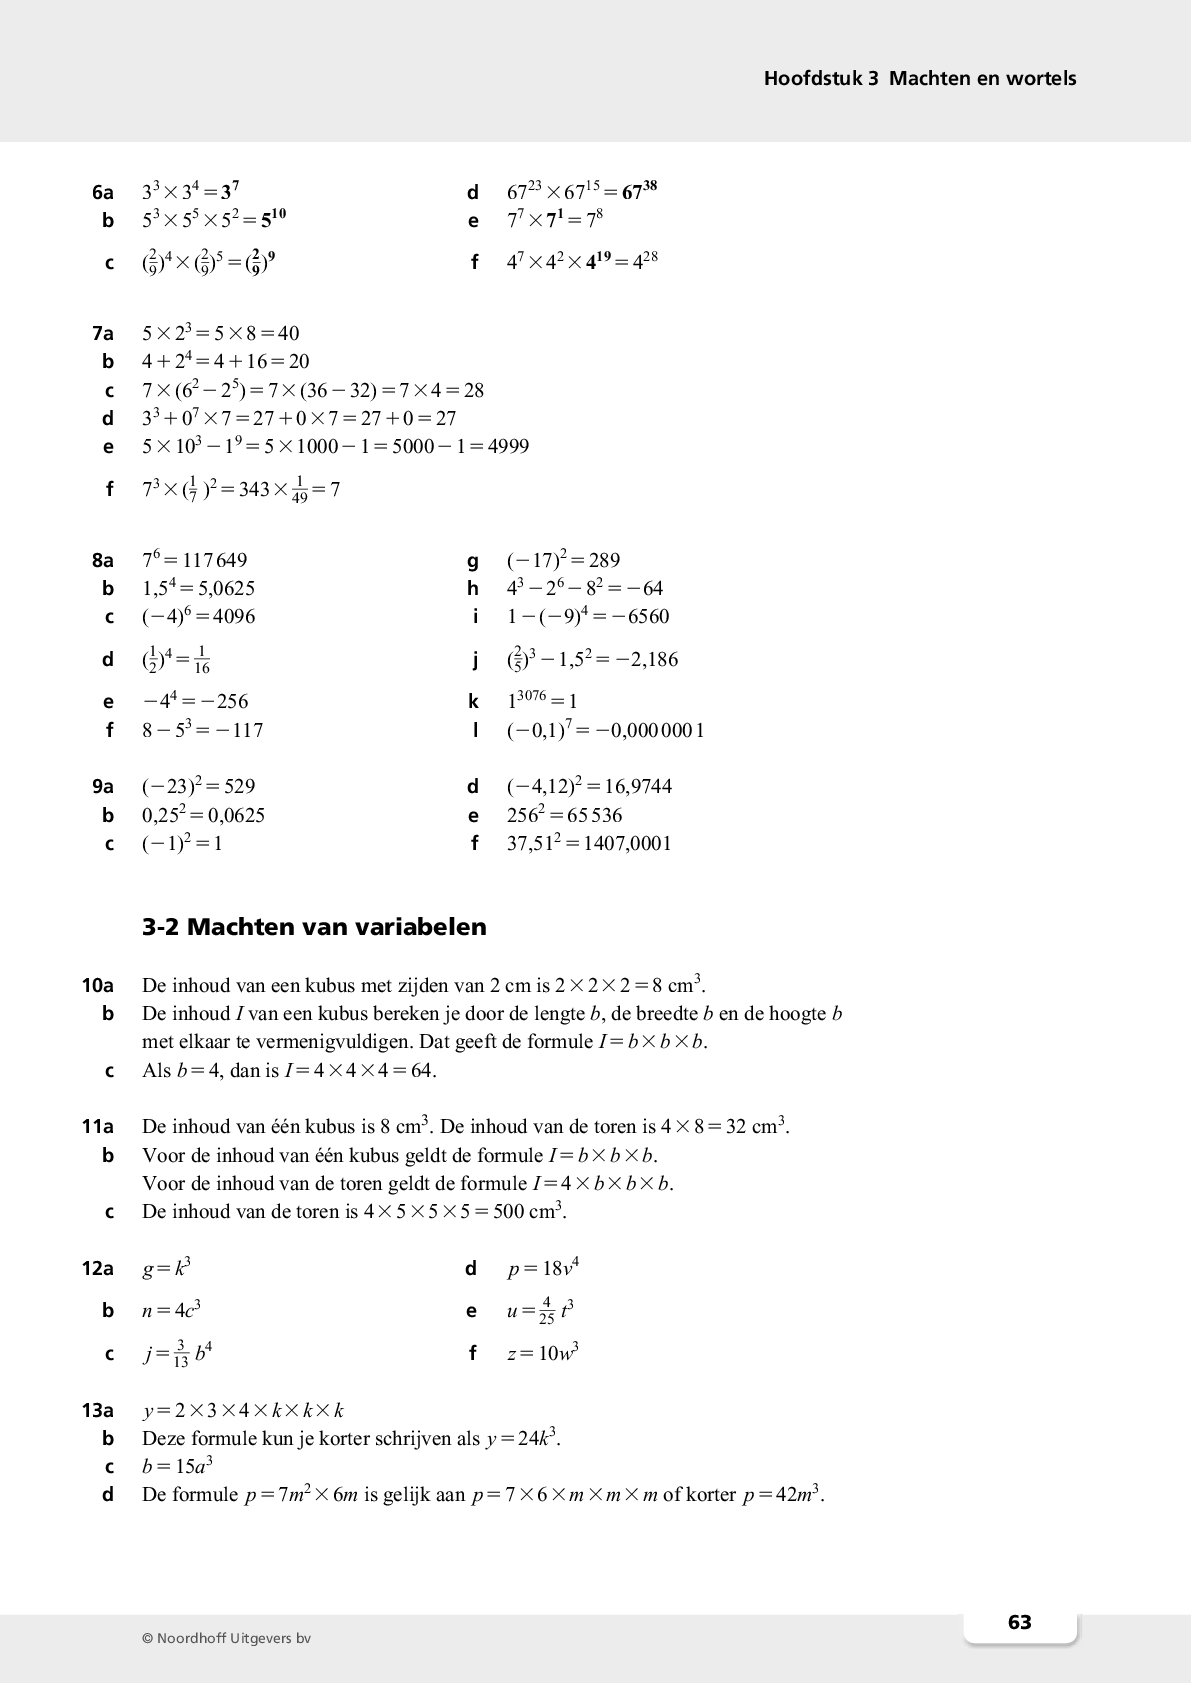 Hoofdstuk 3 Machten en wortels
6a 3³ × 3⁴ = 3⁷ d 67²³ × 67¹⁵ = 67³⁸
b 5³ × 5⁵ × 5² = 5¹⁰ e 7⁷ × 7¹ = 7⁸
c (2/9)⁴ × (2/9)⁵ = (2/9)⁹ f 4⁷ × 4² × 4¹⁹ = 4²⁸
7a 5 × 2³ = 5 × 8 = 40
b 4 + 2⁴ = 4 + 16 = 20
c 7 × (6² − 2⁵) = 7 × (36 − 32) = 7 × 4 = 28
d 3³ + 0⁷ × 7 = 27 + 0 × 7 = 27 + 0 = 27
e 5 × 10³ − 1⁹ = 5 × 1000 − 1 = 5000 − 1 = 4999
f 7³ × (1/7)² = 343 × 1/49 = 7
8a 7⁶ = 117 649 g (−17)² = 289
b 1,5⁴ = 5,0625 h 4³ − 2⁶ − 8² = −64
c (−4)⁶ = 4096 i 1 − (−9)⁴ = −6560
d (1/2)⁴ = 1/16 j (2/5)³ − 1,5² = −2,186
e −4⁴ = −256 k 1³⁰⁷⁶ = 1
f 8 − 5³ = −117 l (−0,1)⁷ = −0,000 000 1
9a (−23)² = 529 d (−4,12)² = 16,9744
b 0,25² = 0,0625 e 256² = 65 536
c (−1)² = 1 f 37,51² = 1407,0001
3-2 Machten van variabelen
10a De inhoud van een kubus met zijden van 2 cm is 2 × 2 × 2 = 8 cm³.
b De inhoud I van een kubus bereken je door de lengte b, de breedte b en de hoogte b
met elkaar te vermenigvuldigen. Dat geeft de formule I = b × b × b.
c Als b = 4, dan is I = 4 × 4 × 4 = 64.
11a De inhoud van één kubus is 8 cm³. De inhoud van de toren is 4 × 8 = 32 cm³.
b Voor de inhoud van één kubus geldt de formule I = b × b × b.
Voor de inhoud van de toren geldt de formule I = 4 × b × b × b.
c De inhoud van de toren is 4 × 5 × 5 × 5 = 500 cm³.
12a g = k³ d p = 18v⁴
b n = 4c³ e u = 4/25 t³
c j = 3/13 b⁴ f z = 10w³
13a y = 2 × 3 × 4 × k × k × k
b Deze formule kun je korter schrijven als y = 24k³.
c b = 15a³
d De formule p = 7m² × 6m is gelijk aan p = 7 × 6 × m × m × m of korter p = 42m³.
63
© Noordhoff Uitgevers bv